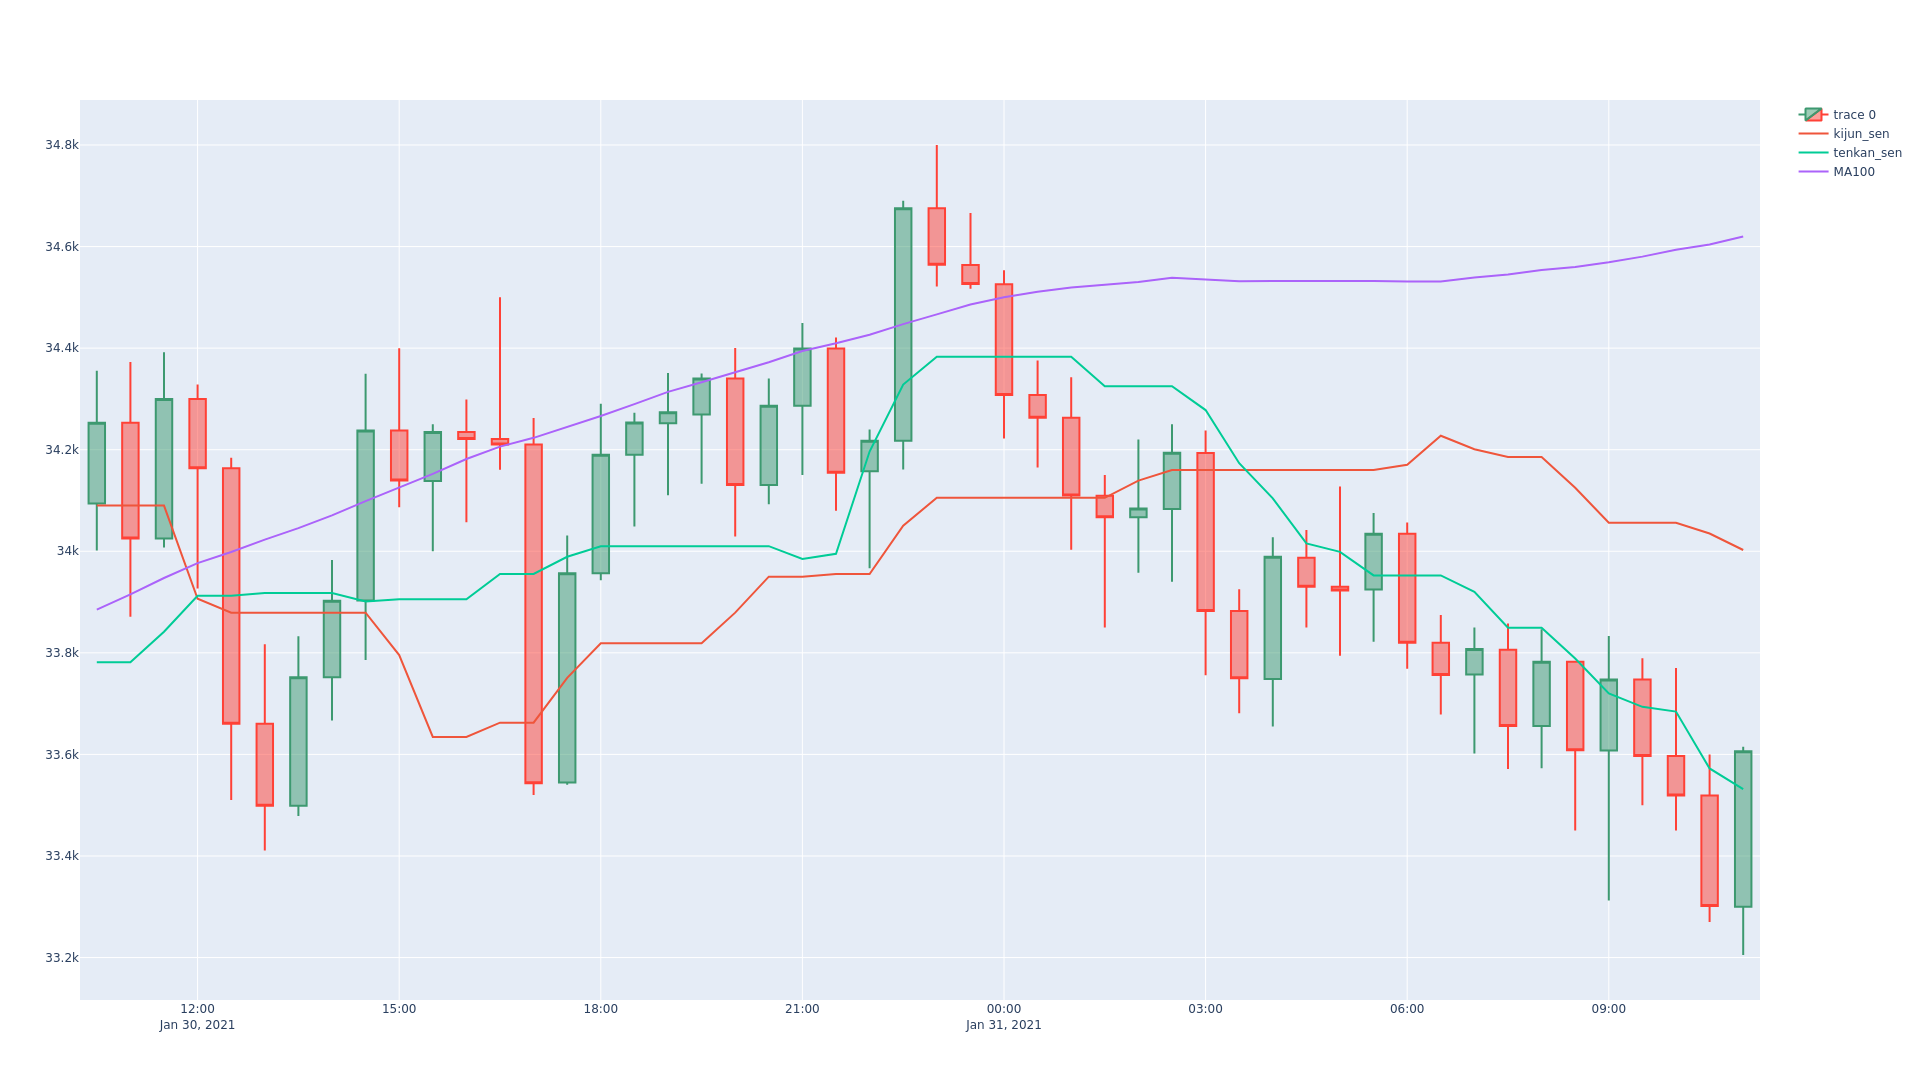 34.8k
34.6k
34.4k
34.2k
34k
33.8k
33.6k
33.4k
33.2k
12:00
Jan 30, 2021
15:00
18:00
21:00
00:00
Jan 31, 2021
03:00
06:00
09:00
trace 0
kijun_sen
tenkan_sen
MA100